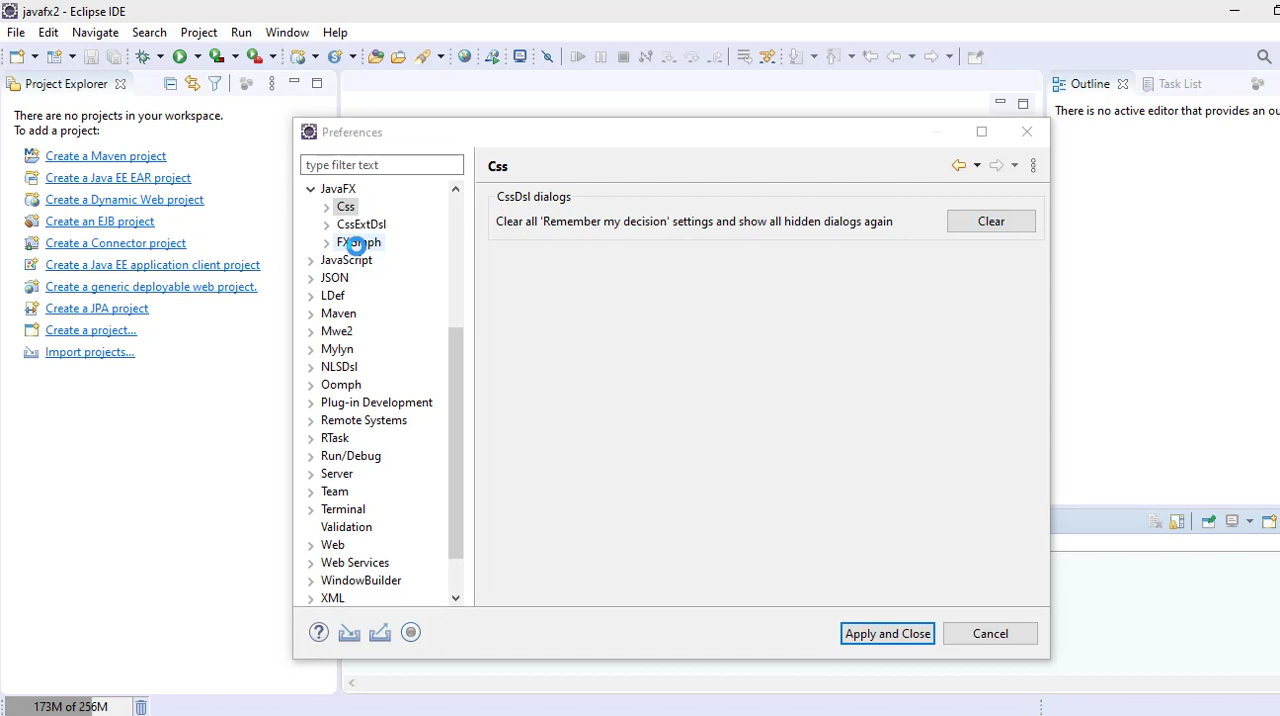 javafx2 - Eclipse IDE
File Edit Navigate Search Project Run Window Help
Project Explorer
There are no projects in your workspace.
To add a project:
Create a Maven project
Create a Java EE EAR project
Create a Dynamic Web project
Create an EJB project
Create a Connector project
Create a Java EE application client project
Create a generic deployable web project.
Create a JPA project
Create a project...
Import projects...
Preferences
type filter text
JavaFX
Css
CssExtDsl
FXGraph
JavaScript
JSON
LDef
Maven
Mwe2
Mylyn
NLSDsl
Oomph
Plug-in Development
Remote Systems
RTask
Run/Debug
Server
Team
Terminal
Validation
Web
Web Services
WindowBuilder
XML
Css
CssDsl dialogs
Clear all 'Remember my decision' settings and show all hidden dialogs again
Clear
Apply and Close
Cancel
Outline
Task List
There is no active editor that provides an
173M of 256M